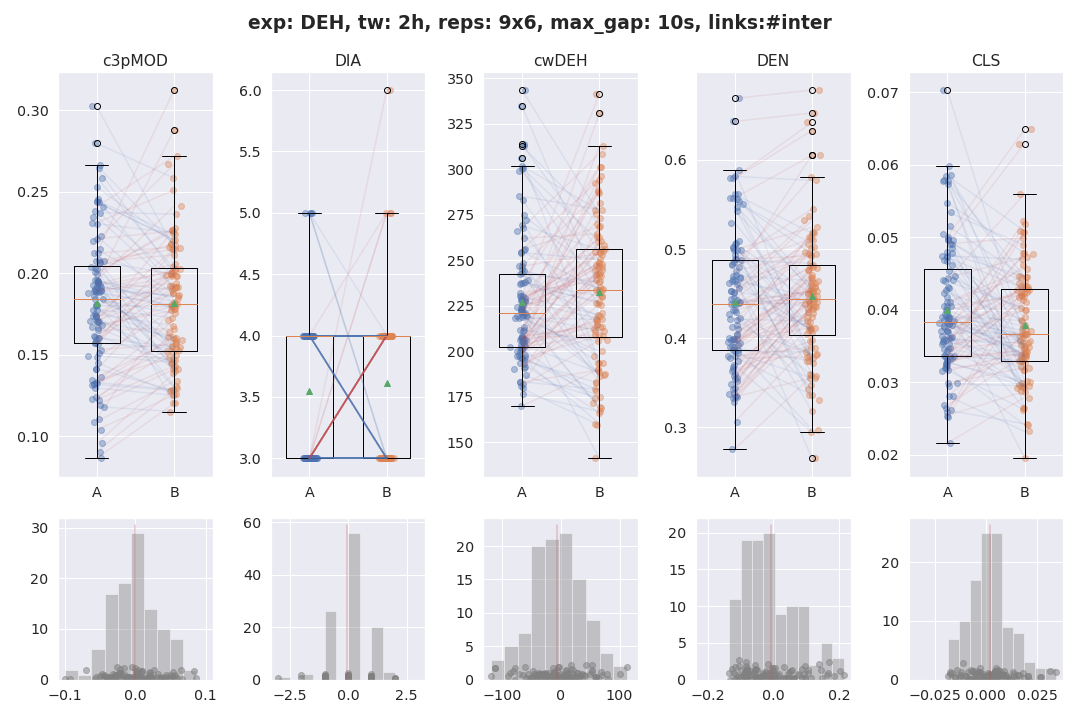 exp: DEH, tw: 2h, reps: 9x6, max_gap: 10s, links:#inter
c3pMOD DIA cwDEH DEN CLS
0.30 0.25 0.20 0.15 0.10
A B
6.0 5.5 5.0 4.5 4.0 3.5 3.0
A B
350 325 300 275 250 225 200 175 150
A B
0.6 0.5 0.4 0.3
A B
0.07 0.06 0.05 0.04 0.03 0.02
A B
30 20 10 0
−0.1 0.0 0.1
60 40 20 0
−2.5 0.0 2.5
20 15 10 5 0
−100 0 100
20 15 10 5 0
−0.2 0.0 0.2
20 10 0
−0.025 0.000 0.025